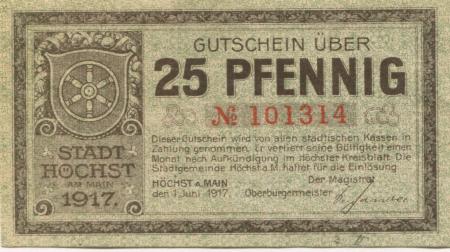 GUTSCHEIN ÜBER
25 PFENNIG
№ 101314
Dieser Gutschein wird von allen städtischen Kassen in
Zahlung genommen. Er verliert seine Gültigkeit einen
Monat nach Aufkündigung im Höchster Kreisblatt. Die
Stadtgemeinde Höchst a.M. haftet für die Einlösung.
HÖCHST a. MAIN
den 1. Juni 1917.
Der Magistrat
Oberbürgermeister
STADT
HÖCHST
AM MAIN
1917.